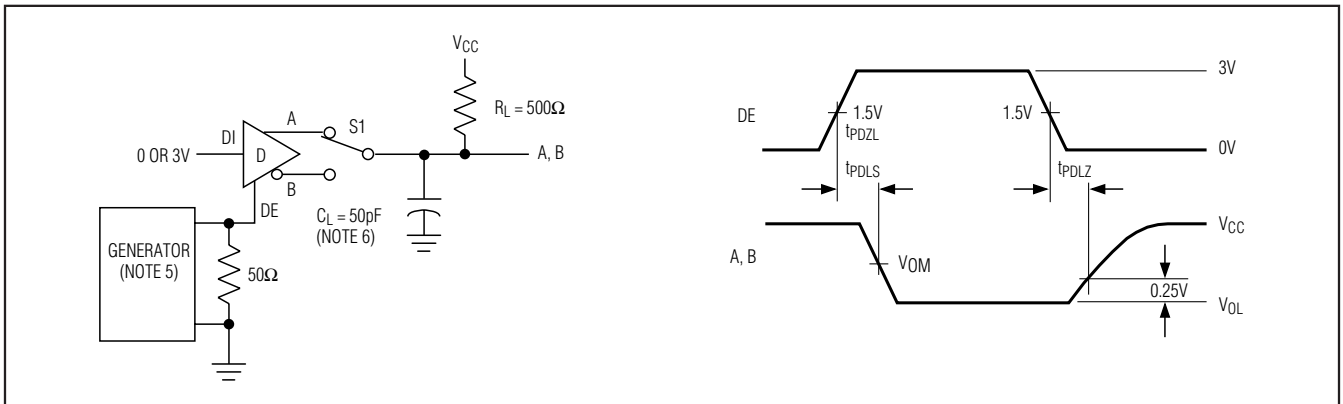 VCC
RL = 500Ω
A
S1
DI
0 OR 3V
D
A, B
B
DE
CL = 50pF
(NOTE 6)
GENERATOR
(NOTE 5)
50Ω
3V
DE
1.5V
1.5V
tPDZL
0V
tPDLS
tPDLZ
VCC
A, B
VOM
0.25V
VOL